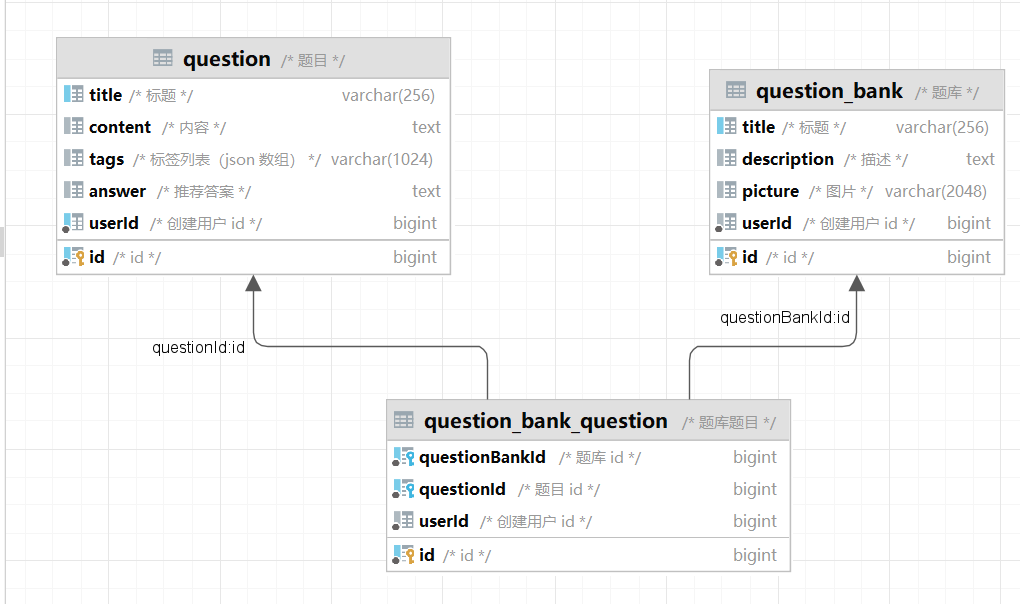 question /* 题目 */
title /* 标题 */ varchar(256)
content /* 内容 */ text
tags /* 标签列表（json 数组） */ varchar(1024)
answer /* 推荐答案 */ text
userId /* 创建用户 id */ bigint
id /* id */ bigint
question_bank /* 题库 */
title /* 标题 */ varchar(256)
description /* 描述 */ text
picture /* 图片 */ varchar(2048)
userId /* 创建用户 id */ bigint
id /* id */ bigint
questionBankId:id
questionId:id
question_bank_question /* 题库题目 */
questionBankId /* 题库 id */ bigint
questionId /* 题目 id */ bigint
userId /* 创建用户 id */ bigint
id /* id */ bigint